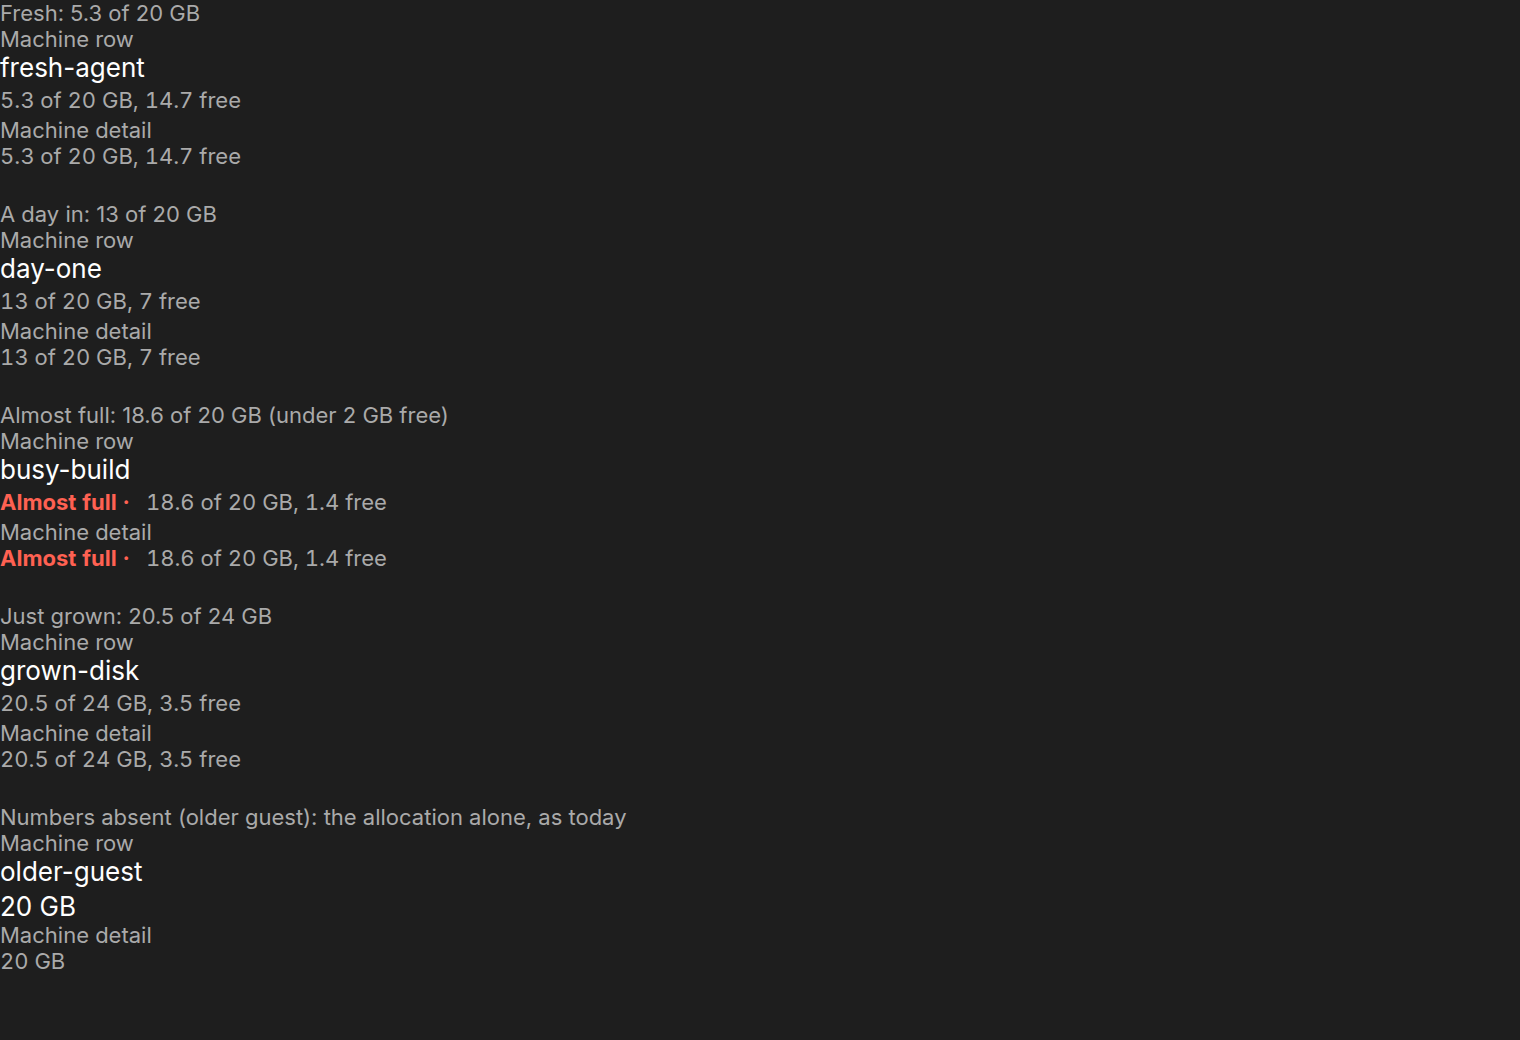 Fresh: 5.3 of 20 GB
Machine row
fresh-agent
5.3 of 20 GB, 14.7 free
Machine detail
5.3 of 20 GB, 14.7 free
A day in: 13 of 20 GB
Machine row
day-one
13 of 20 GB, 7 free
Machine detail
13 of 20 GB, 7 free
Almost full: 18.6 of 20 GB (under 2 GB free)
Machine row
busy-build
Almost full · 18.6 of 20 GB, 1.4 free
Machine detail
Almost full · 18.6 of 20 GB, 1.4 free
Just grown: 20.5 of 24 GB
Machine row
grown-disk
20.5 of 24 GB, 3.5 free
Machine detail
20.5 of 24 GB, 3.5 free
Numbers absent (older guest): the allocation alone, as today
Machine row
older-guest
20 GB
Machine detail
20 GB